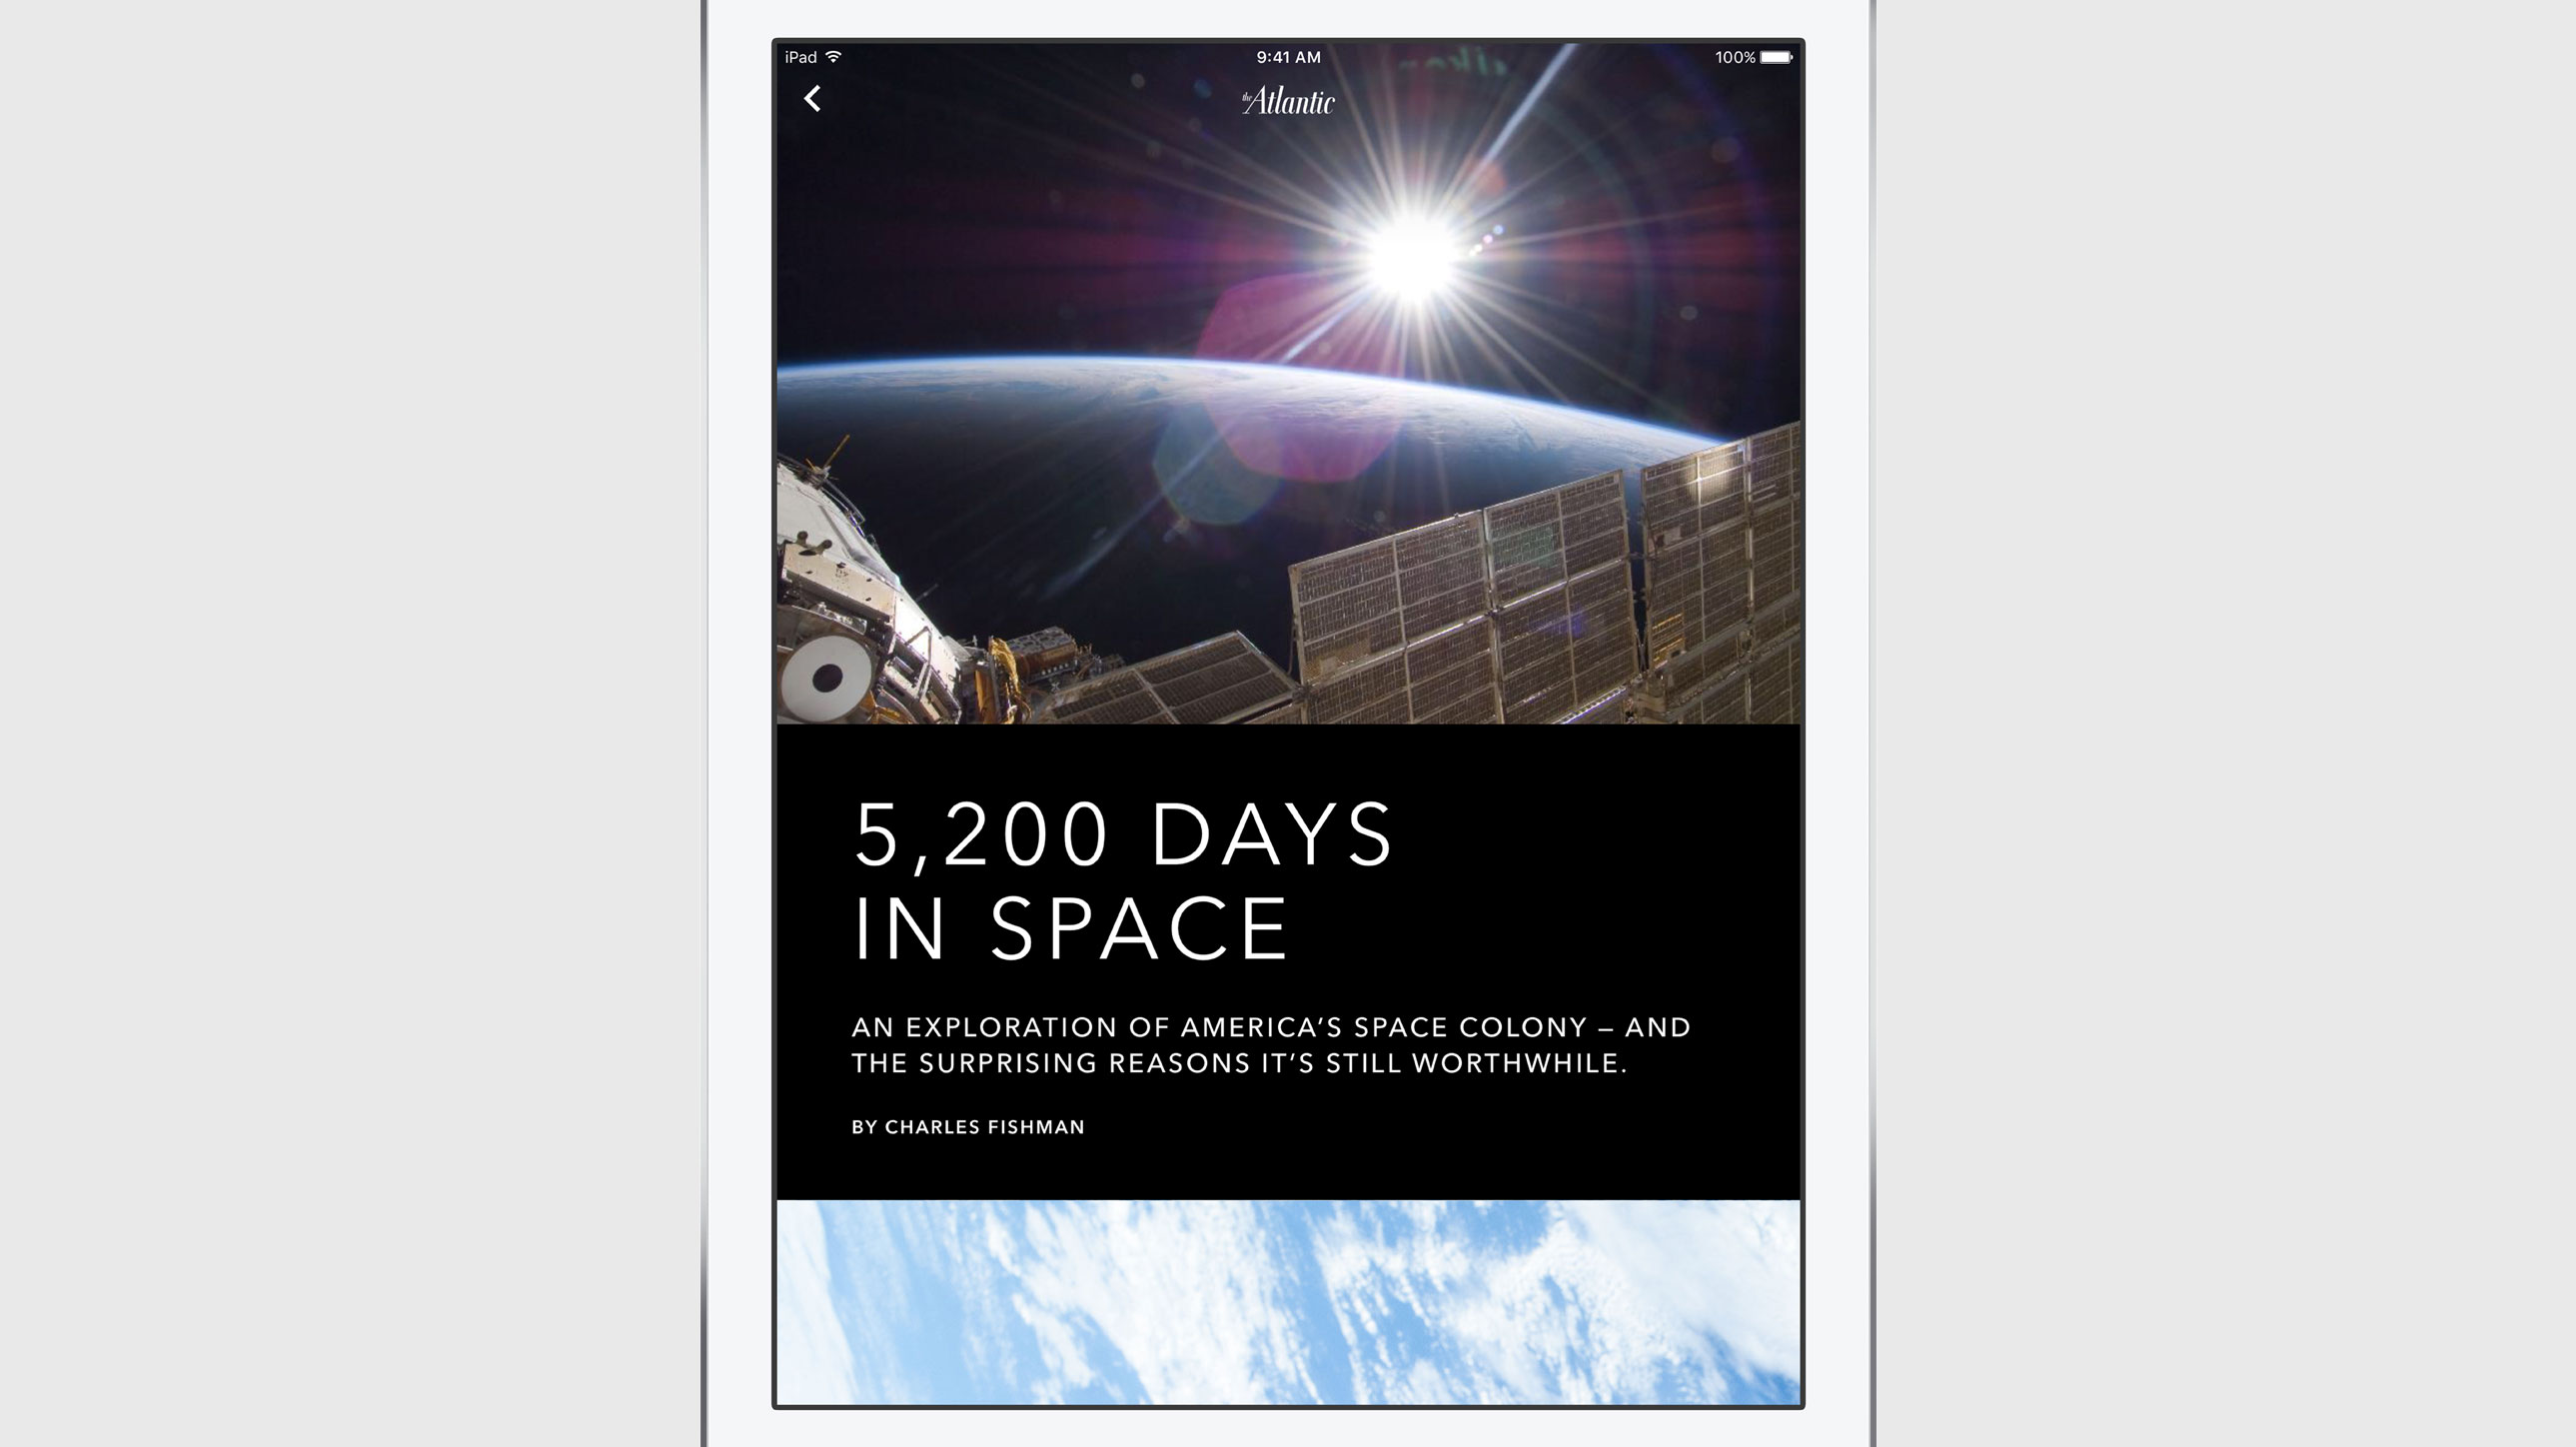 iPad 9:41 AM 100%
the Atlantic
5,200 DAYS
IN SPACE
AN EXPLORATION OF AMERICA’S SPACE COLONY – AND
THE SURPRISING REASONS IT’S STILL WORTHWHILE.
BY CHARLES FISHMAN